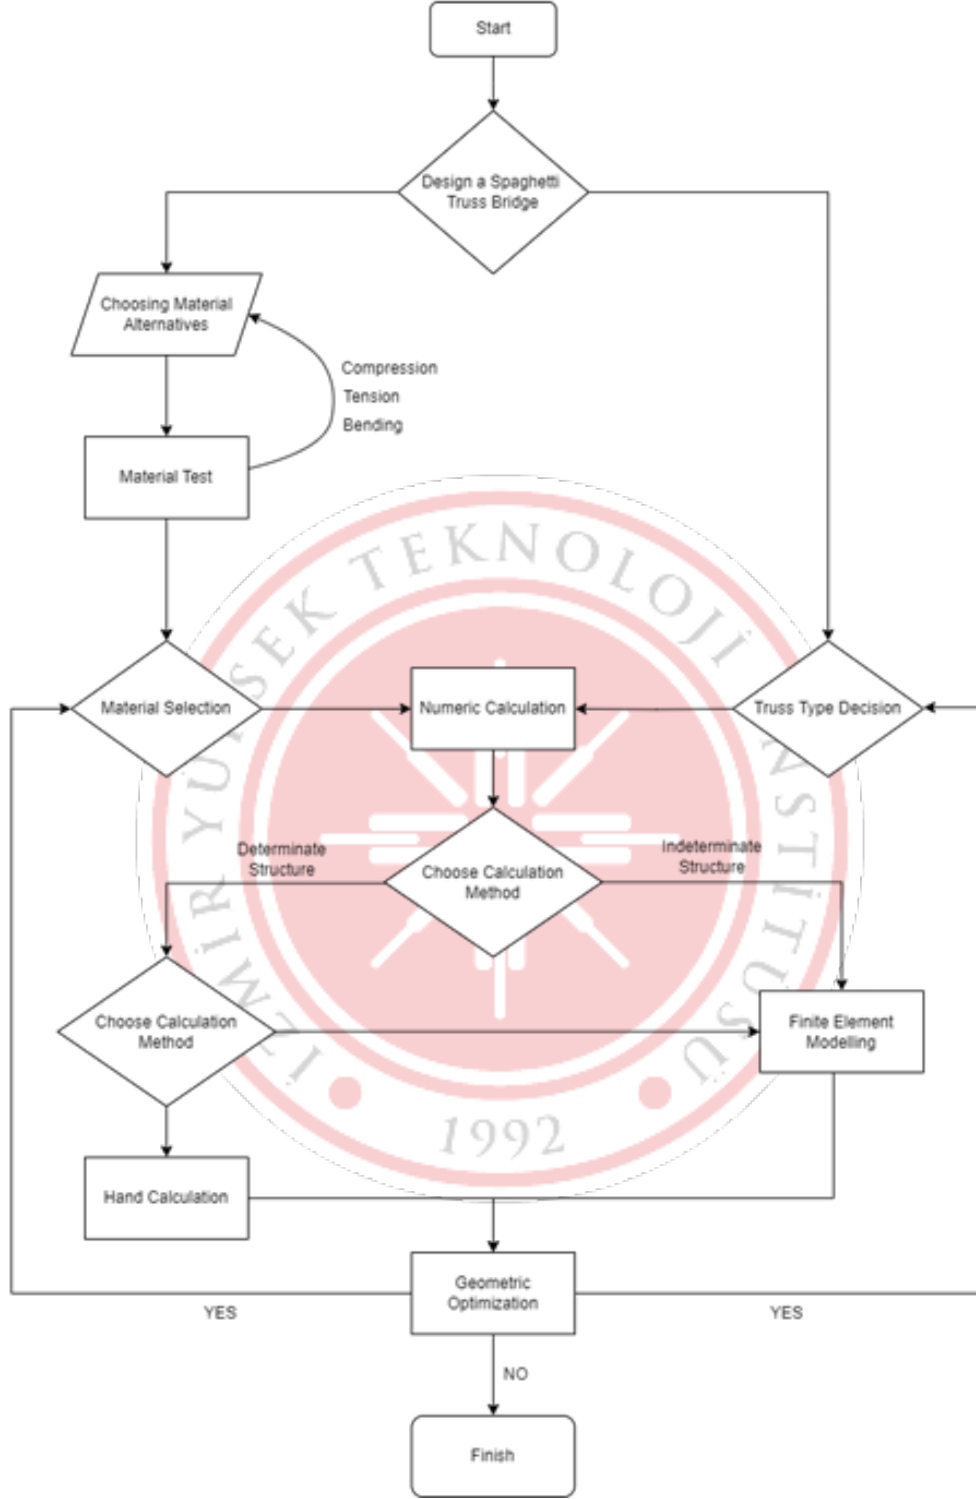 Start
Design a Spaghetti
Truss Bridge
Choosing Material
Alternatives
Compression
Tension
Bending
Material Test
İZMİR YÜKSEK TEKNOLOJİ ENSTİTÜSÜ
Material Selection
Numeric Calculation
Truss Type Decision
Determinate
Structure
Choose Calculation
Method
Indeterminate
Structure
Choose Calculation
Method
Finite Element
Modelling
1992
Hand Calculation
Geometric
Optimization
YES
YES
NO
Finish